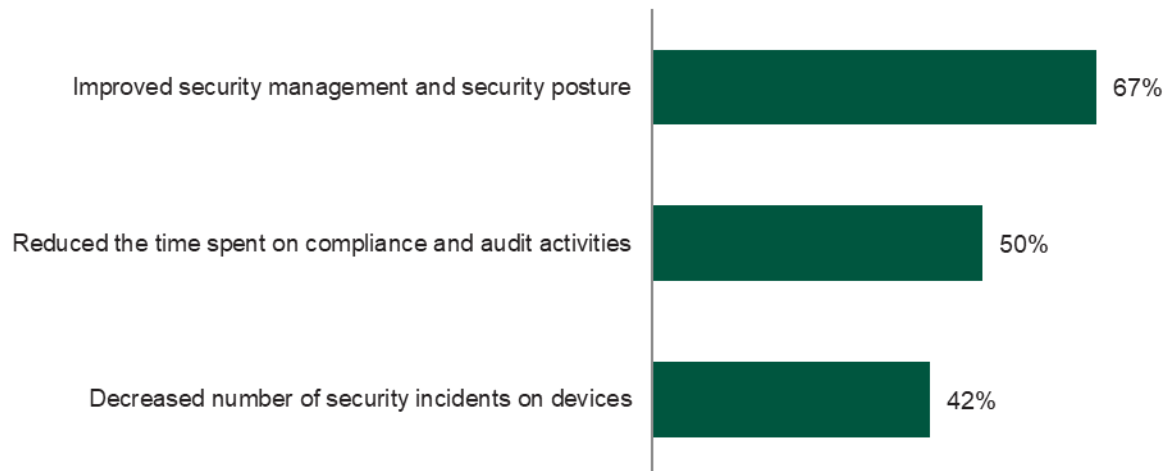 Improved security management and security posture 67%
Reduced the time spent on compliance and audit activities 50%
Decreased number of security incidents on devices 42%